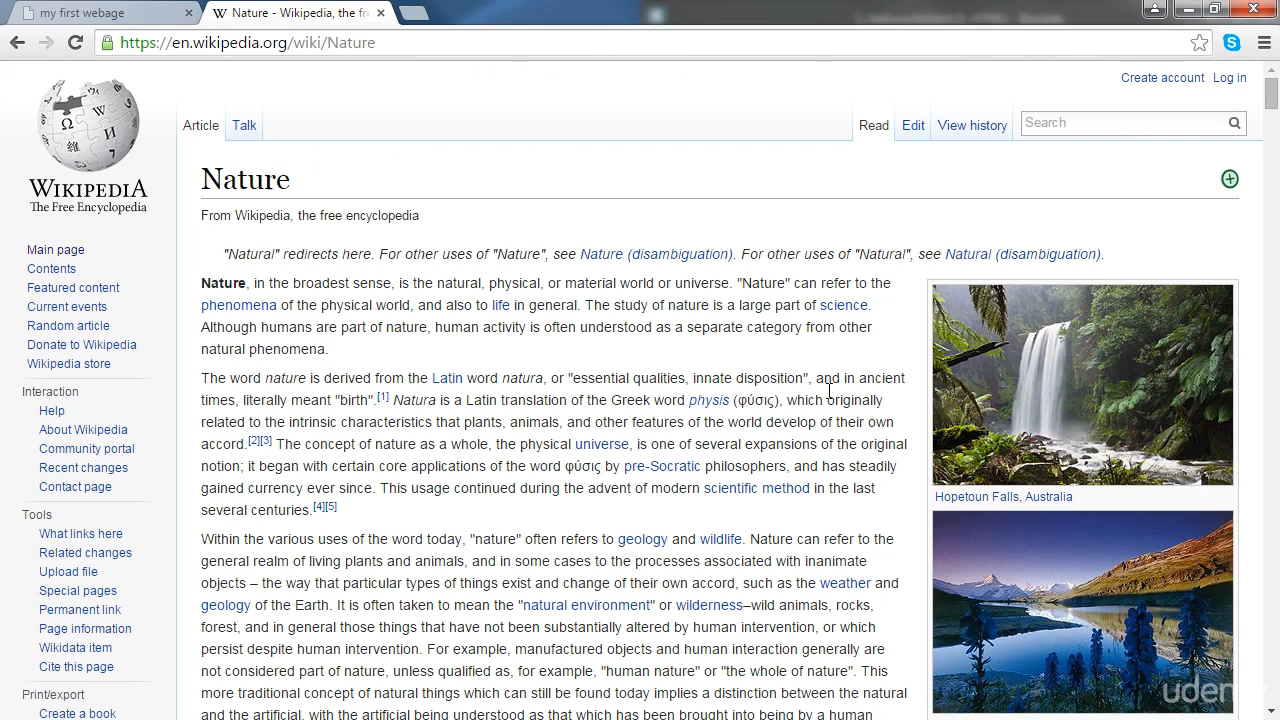 my first webage
Nature - Wikipedia, the fr
https://en.wikipedia.org/wiki/Nature
Create account Log in
Article Talk Read Edit View history Search
WIKIPEDIA
The Free Encyclopedia
Main page
Contents
Featured content
Current events
Random article
Donate to Wikipedia
Wikipedia store
Interaction
Help
About Wikipedia
Community portal
Recent changes
Contact page
Tools
What links here
Related changes
Upload file
Special pages
Permanent link
Page information
Wikidata item
Cite this page
Print/export
Create a book
Nature
From Wikipedia, the free encyclopedia
"Natural" redirects here. For other uses of "Nature", see Nature (disambiguation). For other uses of "Natural", see Natural (disambiguation).
Nature, in the broadest sense, is the natural, physical, or material world or universe. "Nature" can refer to the
phenomena of the physical world, and also to life in general. The study of nature is a large part of science.
Although humans are part of nature, human activity is often understood as a separate category from other
natural phenomena.
The word nature is derived from the Latin word natura, or "essential qualities, innate disposition", and in ancient
times, literally meant "birth".[1] Natura is a Latin translation of the Greek word physis (φύσις), which originally
related to the intrinsic characteristics that plants, animals, and other features of the world develop of their own
accord.[2][3] The concept of nature as a whole, the physical universe, is one of several expansions of the original
notion; it began with certain core applications of the word φύσις by pre-Socratic philosophers, and has steadily
gained currency ever since. This usage continued during the advent of modern scientific method in the last
several centuries.[4][5]
Within the various uses of the word today, "nature" often refers to geology and wildlife. Nature can refer to the
general realm of living plants and animals, and in some cases to the processes associated with inanimate
objects – the way that particular types of things exist and change of their own accord, such as the weather and
geology of the Earth. It is often taken to mean the "natural environment" or wilderness–wild animals, rocks,
forest, and in general those things that have not been substantially altered by human intervention, or which
persist despite human intervention. For example, manufactured objects and human interaction generally are
not considered part of nature, unless qualified as, for example, "human nature" or "the whole of nature". This
more traditional concept of natural things which can still be found today implies a distinction between the natural
and the artificial, with the artificial being understood as that which has been brought into being by a human
Hopetoun Falls, Australia
udemy